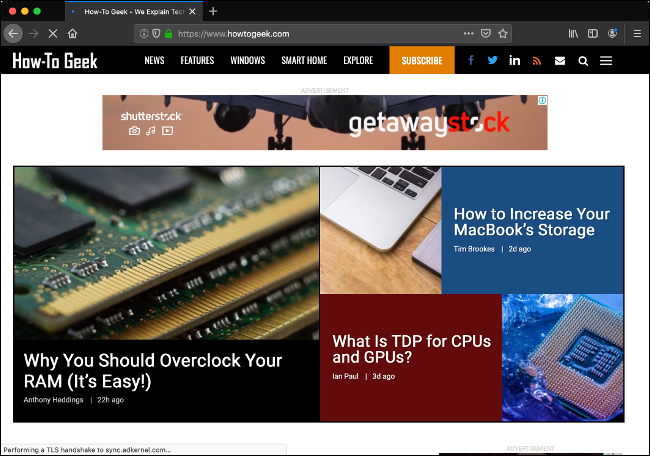 How-To Geek - We Explain Tech
https://www.howtogeek.com
How-To Geek
NEWS FEATURES WINDOWS SMART HOME EXPLORE SUBSCRIBE
ADVERTISEMENT
shutterstock
getawaystock
How to Increase Your
MacBook's Storage
Tim Brookes | 2d ago
What Is TDP for CPUs
and GPUs?
Ian Paul | 3d ago
Why You Should Overclock Your
RAM (It's Easy!)
Anthony Heddings | 22h ago
Performing a TLS handshake to sync.adkernel.com...
ADVERTISEMENT